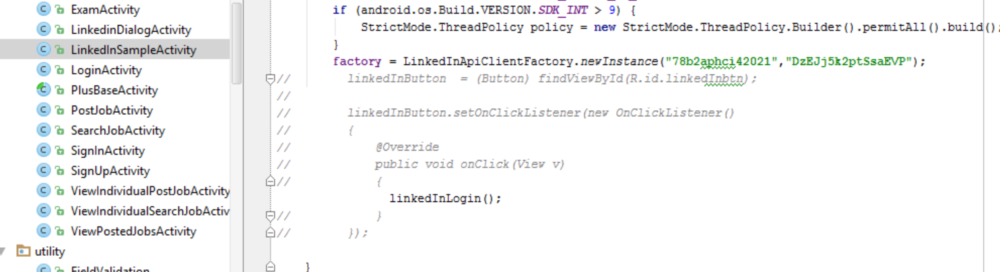 ExamActivity
LinkedinDialogActivity
LinkedInSampleActivity
LoginActivity
PlusBaseActivity
PostJobActivity
SearchJobActivity
SignInActivity
SignUpActivity
ViewIndividualPostJobActivity
ViewIndividualSearchJobActiv
ViewPostedJobsActivity
utility
FieldValidation
if (android.os.Build.VERSION.SDK_INT > 9) {
StrictMode.ThreadPolicy policy = new StrictMode.ThreadPolicy.Builder().permitAll().build();
}
factory = LinkedInApiClientFactory.newInstance("78b2aphci42021","DzEJj5k2ptSsaEVP");
// linkedInButton = (Button) findViewById(R.id.linkedInbtn);
//
// linkedInButton.setOnClickListener(new OnClickListener()
// {
// @Override
// public void onClick(View v)
// {
linkedInLogin();
// }
// });
}